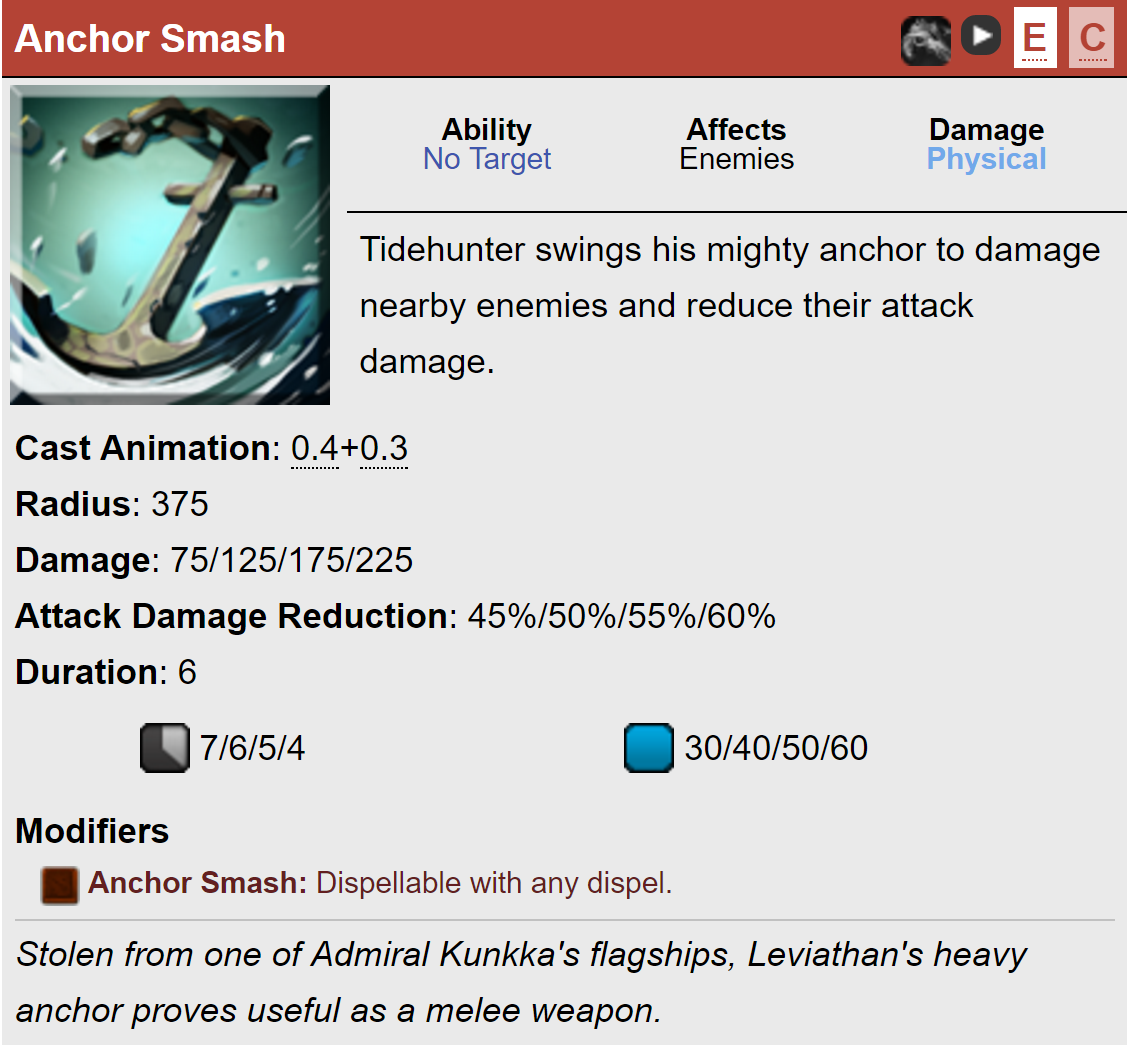 Anchor Smash
E
C
Ability
No Target
Affects
Enemies
Damage
Physical
Tidehunter swings his mighty anchor to damage
nearby enemies and reduce their attack
damage.
Cast Animation: 0.4+0.3
Radius: 375
Damage: 75/125/175/225
Attack Damage Reduction: 45%/50%/55%/60%
Duration: 6
7/6/5/4
30/40/50/60
Modifiers
Anchor Smash: Dispellable with any dispel.
Stolen from one of Admiral Kunkka's flagships, Leviathan's heavy
anchor proves useful as a melee weapon.